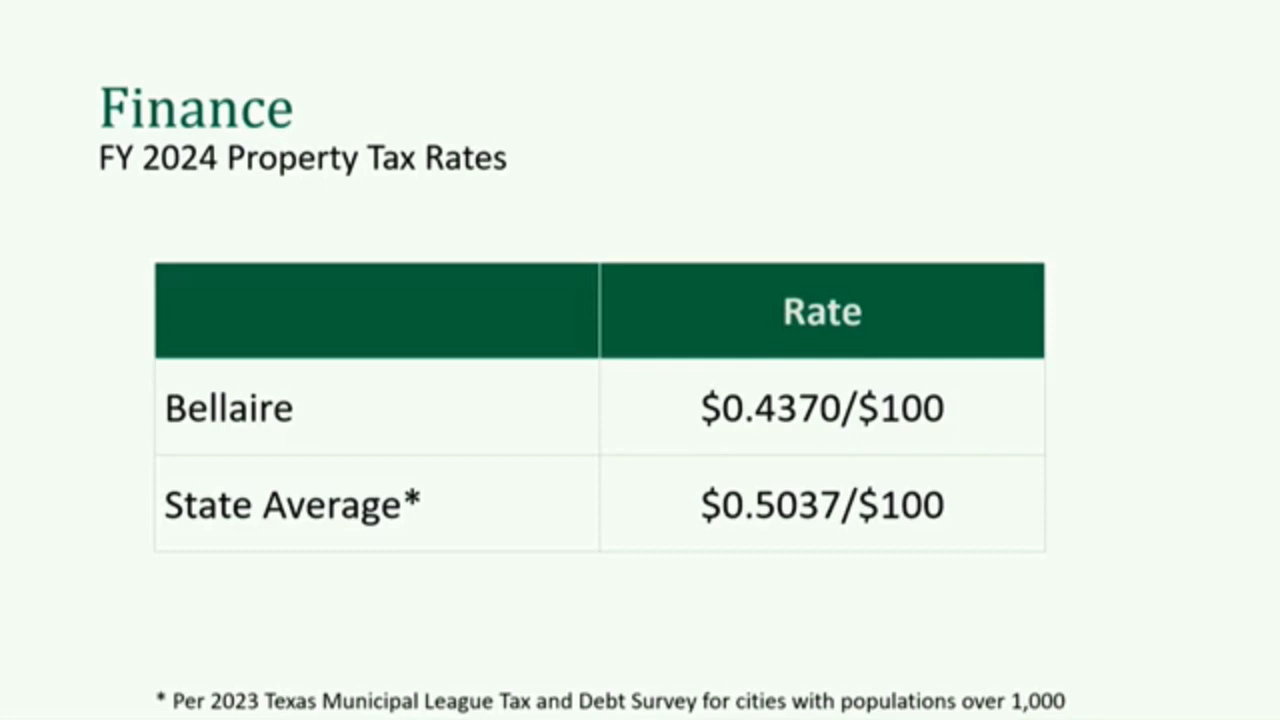 Finance
FY 2024 Property Tax Rates
Rate
Bellaire $0.4370/$100
State Average* $0.5037/$100
* Per 2023 Texas Municipal League Tax and Debt Survey for cities with populations over 1,000